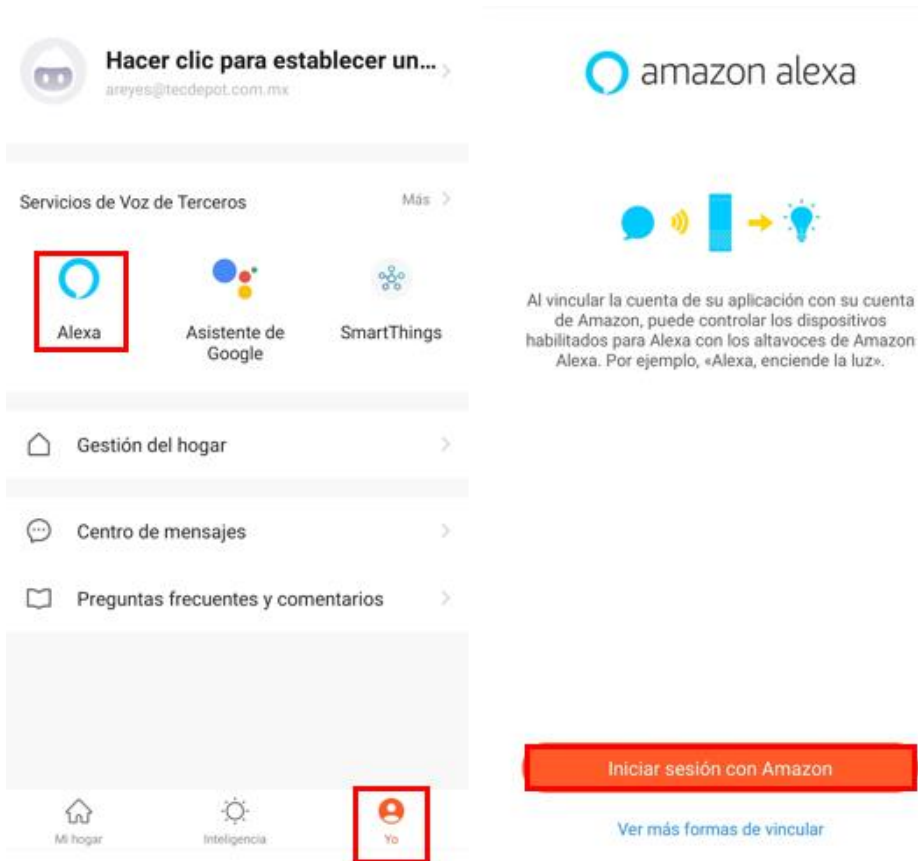 Hacer clic para establecer un...
areyes@tecdepot.com.mx
Servicios de Voz de Terceros
Más
Alexa
Asistente de
Google
SmartThings
Gestión del hogar
Centro de mensajes
Preguntas frecuentes y comentarios
Mi hogar
Inteligencia
Yo
amazon alexa
Al vincular la cuenta de su aplicación con su cuenta
de Amazon, puede controlar los dispositivos
habilitados para Alexa con los altavoces de Amazon
Alexa. Por ejemplo, «Alexa, enciende la luz».
Iniciar sesión con Amazon
Ver más formas de vincular